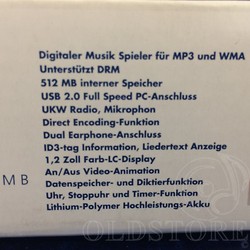 Digitaler Musik Spieler für MP3 und WMA
Unterstützt DRM
512 MB interner Speicher
USB 2.0 Full Speed PC-Anschluss
UKW Radio, Mikrophon
Direct Encoding-Funktion
Dual Earphone-Anschluss
ID3-tag Information, Liedertext Anzeige
1,2 Zoll Farb-LC-Display
MB
An/Aus Video-Animation
Datenspeicher- und Diktierfunktion
Uhr, Stoppuhr und Timer-Funktion
Lithium-Polymer Hochleistungs-Akku
OLDSTORE